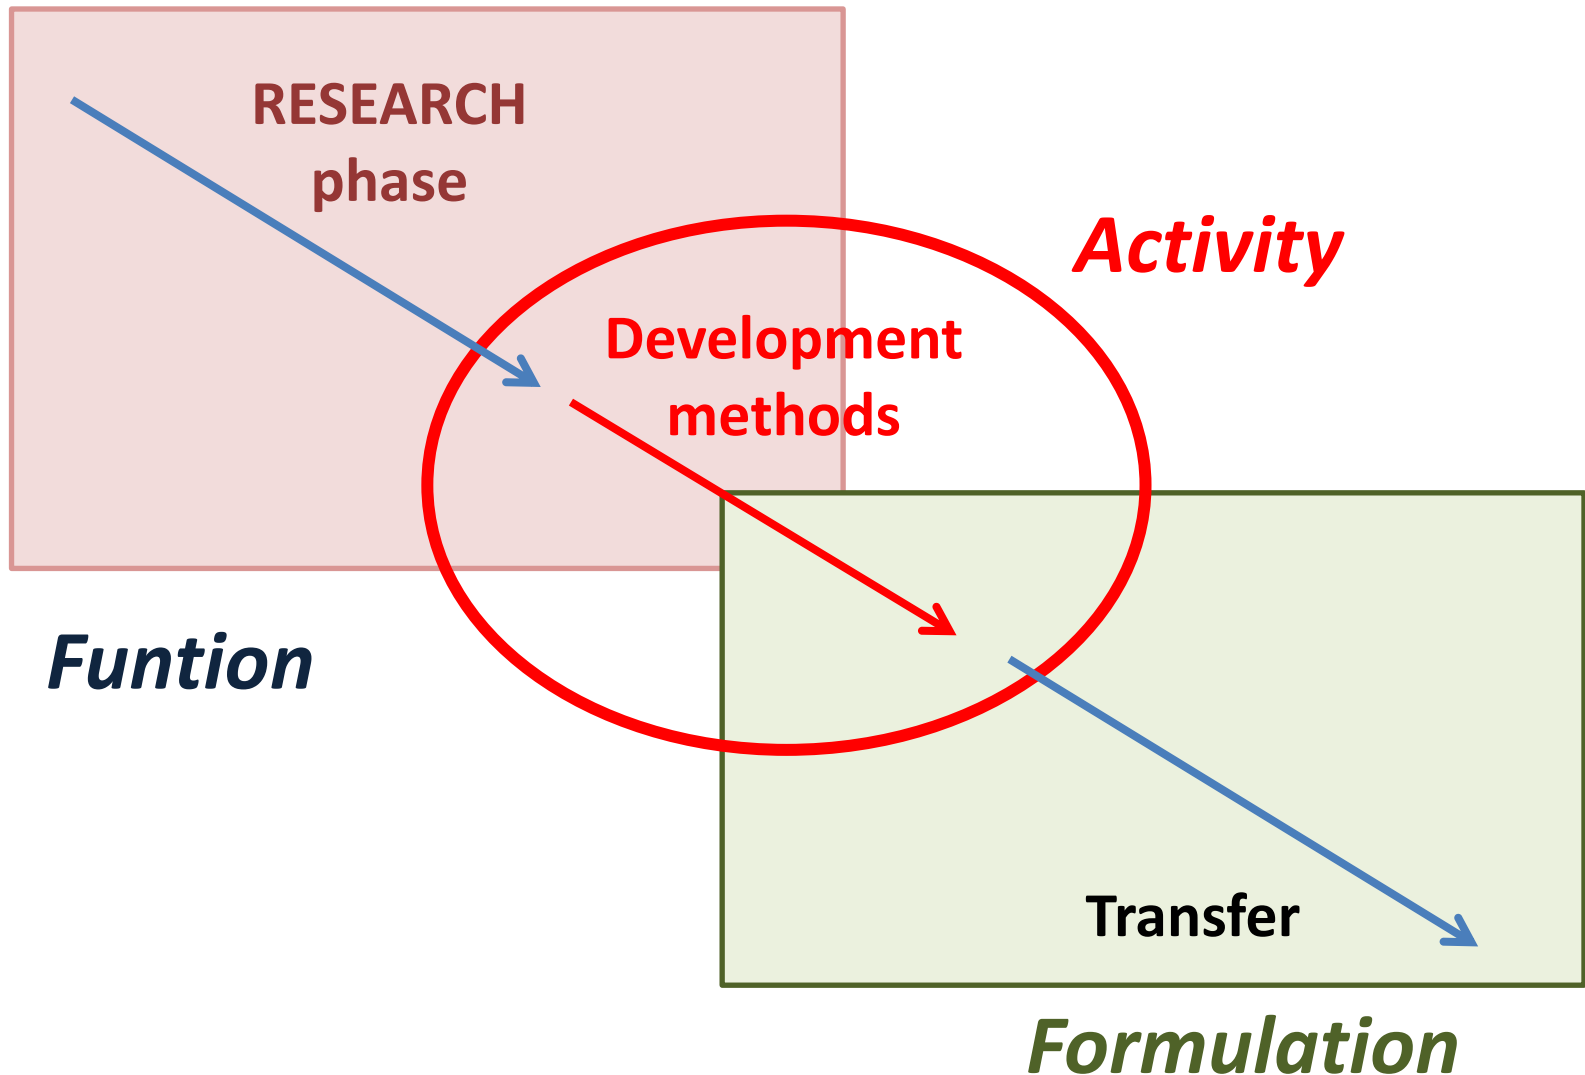 RESEARCH
phase
Activity
Development
methods
Funtion
Transfer
Formulation